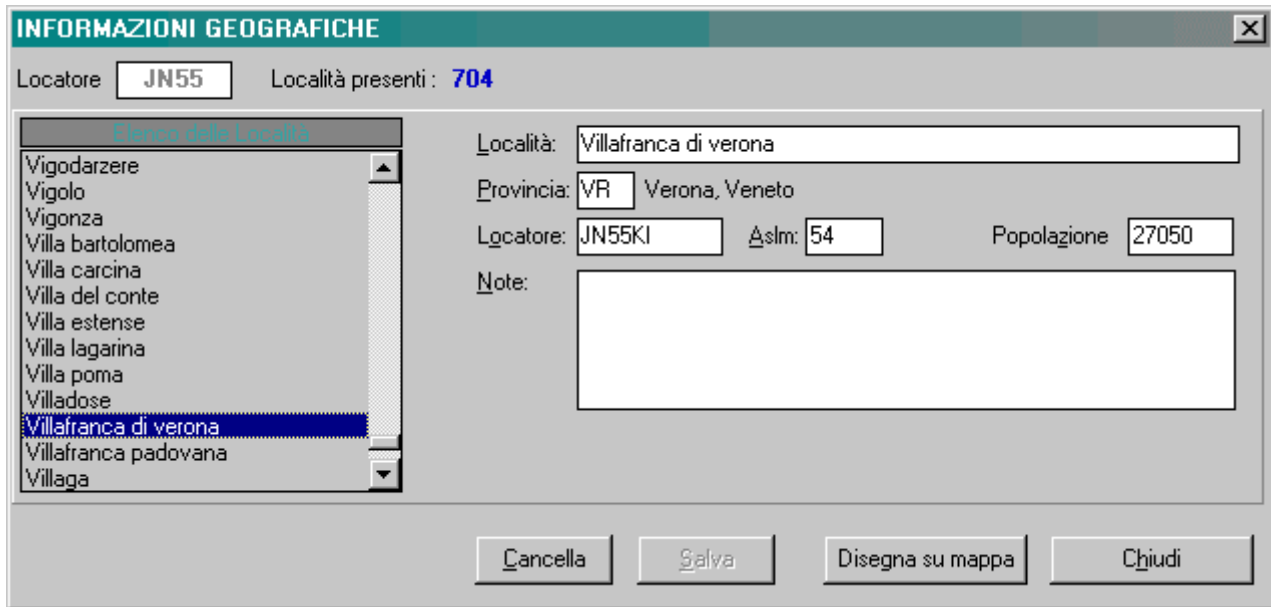 INFORMAZIONI GEOGRAFICHE
Locatore JN55 Località presenti : 704
Elenco delle Località
Vigodarzere
Vigolo
Vigonza
Villa bartolomea
Villa carcina
Villa del conte
Villa estense
Villa lagarina
Villa poma
Villadose
Villafranca di verona
Villafranca padovana
Villaga
Località: Villafranca di verona
Provincia: VR Verona, Veneto
Locatore: JN55KI Aslm: 54 Popolazione 27050
Note:
Cancella Salva Disegna su mappa Chiudi